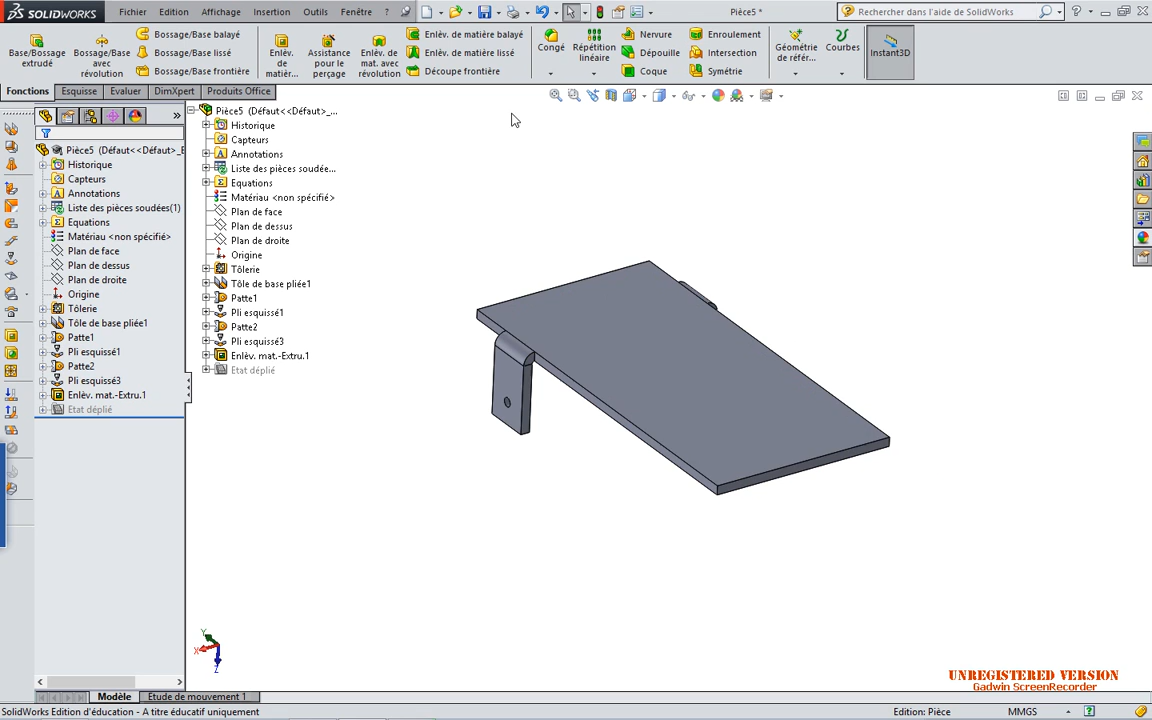 SOLIDWORKS Fichier Edition Affichage Insertion Outils Fenêtre ? Pièce5 * Rechercher dans l'aide de SolidWorks ?
Base/Bossage extrudé
Bossage/Base avec révolution
Bossage/Base balayé
Bossage/Base lissé
Bossage/Base frontière
Enlèv. de matièr...
Assistance pour le perçage
Enlèv. de mat. avec révolution
Enlèv. de matière balayé
Enlèv. de matière lissé
Découpe frontière
Congé
Répétition linéaire
Nervure
Dépouille
Coque
Enroulement
Intersection
Symétrie
Géométrie de référ...
Courbes
Instant3D
Fonctions Esquisse Evaluer DimXpert Produits Office
Pièce5 (Défaut<<Défaut>_E
Historique
Capteurs
Annotations
Liste des pièces soudées(1)
Equations
Matériau <non spécifié>
Plan de face
Plan de dessus
Plan de droite
Origine
Tôlerie
Tôle de base pliée1
Patte1
Pli esquissé1
Patte2
Pli esquissé3
Enlèv. mat.-Extru.1
Etat déplié
Pièce5 (Défaut<<Défaut>_...
Historique
Capteurs
Annotations
Liste des pièces soudée...
Equations
Matériau <non spécifié>
Plan de face
Plan de dessus
Plan de droite
Origine
Tôlerie
Tôle de base pliée1
Patte1
Pli esquissé1
Patte2
Pli esquissé3
Enlèv. mat.-Extru.1
Etat déplié
Y
X
Z
UNREGISTERED VERSION
Gadwin ScreenRecorder
Modèle Etude de mouvement 1
SolidWorks Edition d'éducation - A titre éducatif uniquement Edition: Pièce MMGS